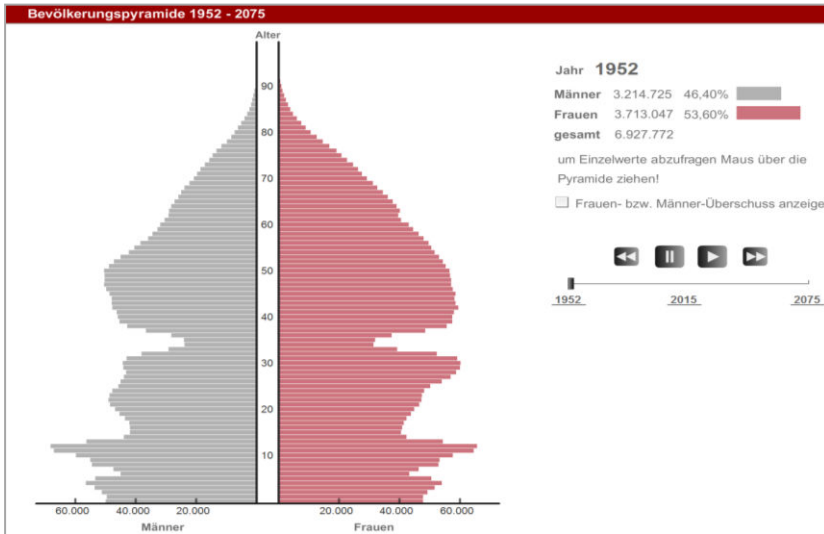 Bevölkerungspyramide 1952 - 2075
Alter
90
80
70
60
50
40
30
20
10
60.000 40.000 20.000 20.000 40.000 60.000
Männer Frauen
Jahr 1952
Männer 3.214.725 46,40%
Frauen 3.713.047 53,60%
gesamt 6.927.772
um Einzelwerte abzufragen Maus über die
Pyramide ziehen!
Frauen- bzw. Männer-Überschuss anzeige
1952 2015 2075